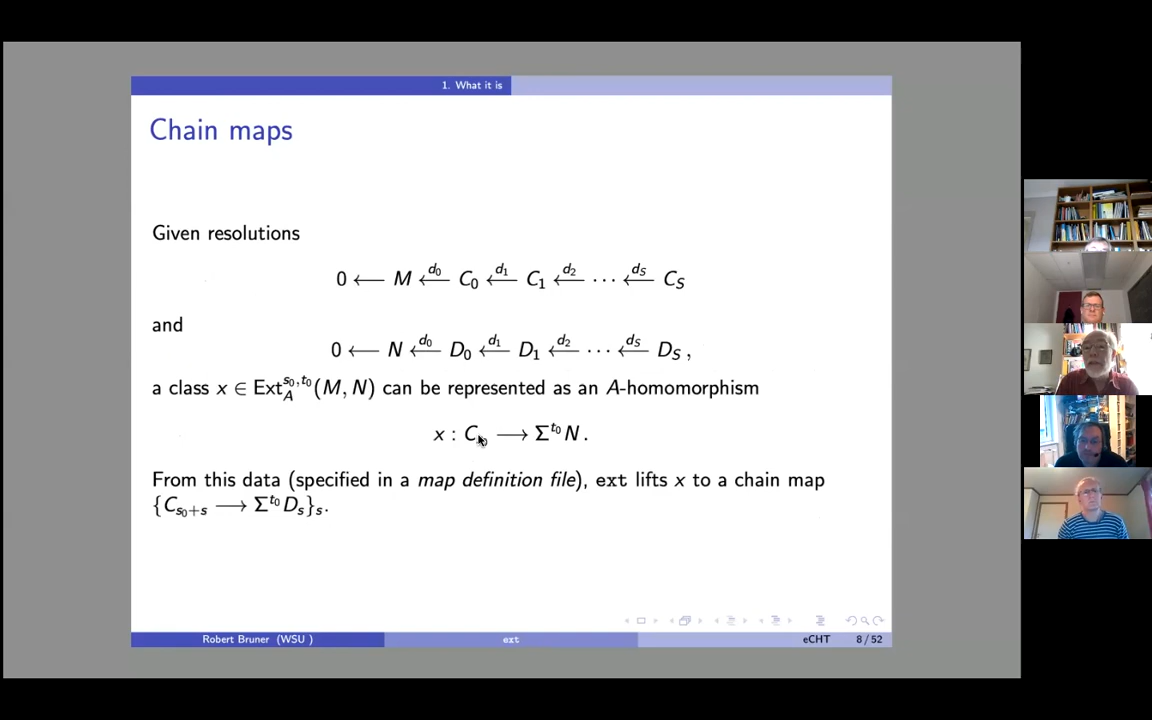 1. What it is
Chain maps
Given resolutions
0 ⟵ M ⟵^{d_0} C_0 ⟵^{d_1} C_1 ⟵^{d_2} ⋯ ⟵^{d_S} C_S
and
0 ⟵ N ⟵^{d_0} D_0 ⟵^{d_1} D_1 ⟵^{d_2} ⋯ ⟵^{d_S} D_S ,
a class x ∈ Ext_A^{s_0,t_0}(M, N) can be represented as an A-homomorphism
x : C ⟶ Σ^{t_0} N .
From this data (specified in a map definition file), ext lifts x to a chain map
{C_{s_0+s} ⟶ Σ^{t_0} D_s}_s.
Robert Bruner (WSU ) ext eCHT 8 / 52